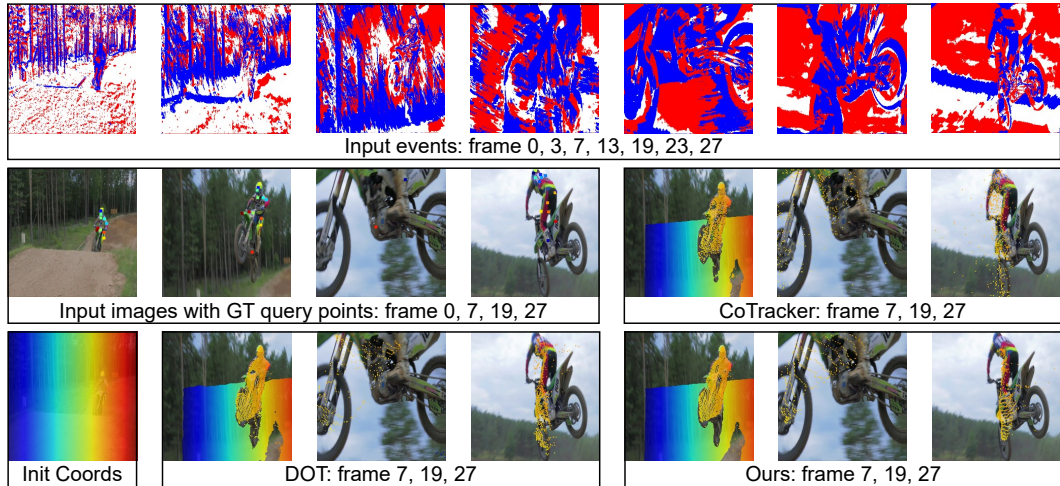 Input events: frame 0, 3, 7, 13, 19, 23, 27
Input images with GT query points: frame 0, 7, 19, 27
CoTracker: frame 7, 19, 27
Init Coords
DOT: frame 7, 19, 27
Ours: frame 7, 19, 27